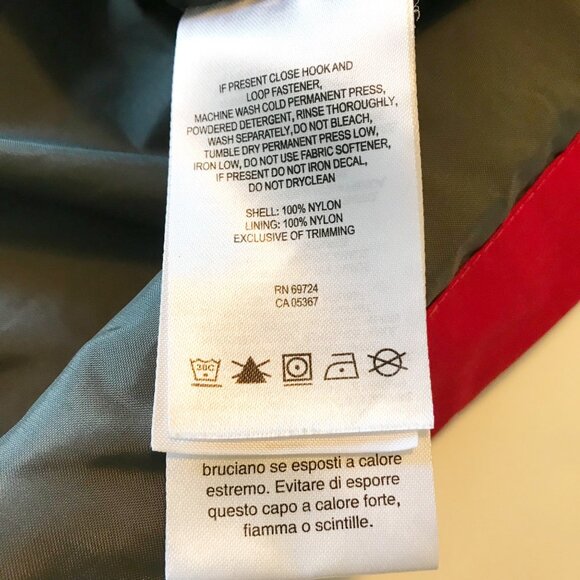 IF PRESENT CLOSE HOOK AND
LOOP FASTENER,
MACHINE WASH COLD PERMANENT PRESS,
POWDERED DETERGENT, RINSE THOROUGHLY,
WASH SEPARATELY, DO NOT BLEACH,
TUMBLE DRY PERMANENT PRESS LOW,
IRON LOW, DO NOT USE FABRIC SOFTENER,
IF PRESENT DO NOT IRON DECAL,
DO NOT DRYCLEAN
SHELL: 100% NYLON
LINING: 100% NYLON
EXCLUSIVE OF TRIMMING
RN 69724
CA 05367
30C
bruciano se esposti a calore
estremo. Evitare di esporre
questo capo a calore forte,
fiamma o scintille.